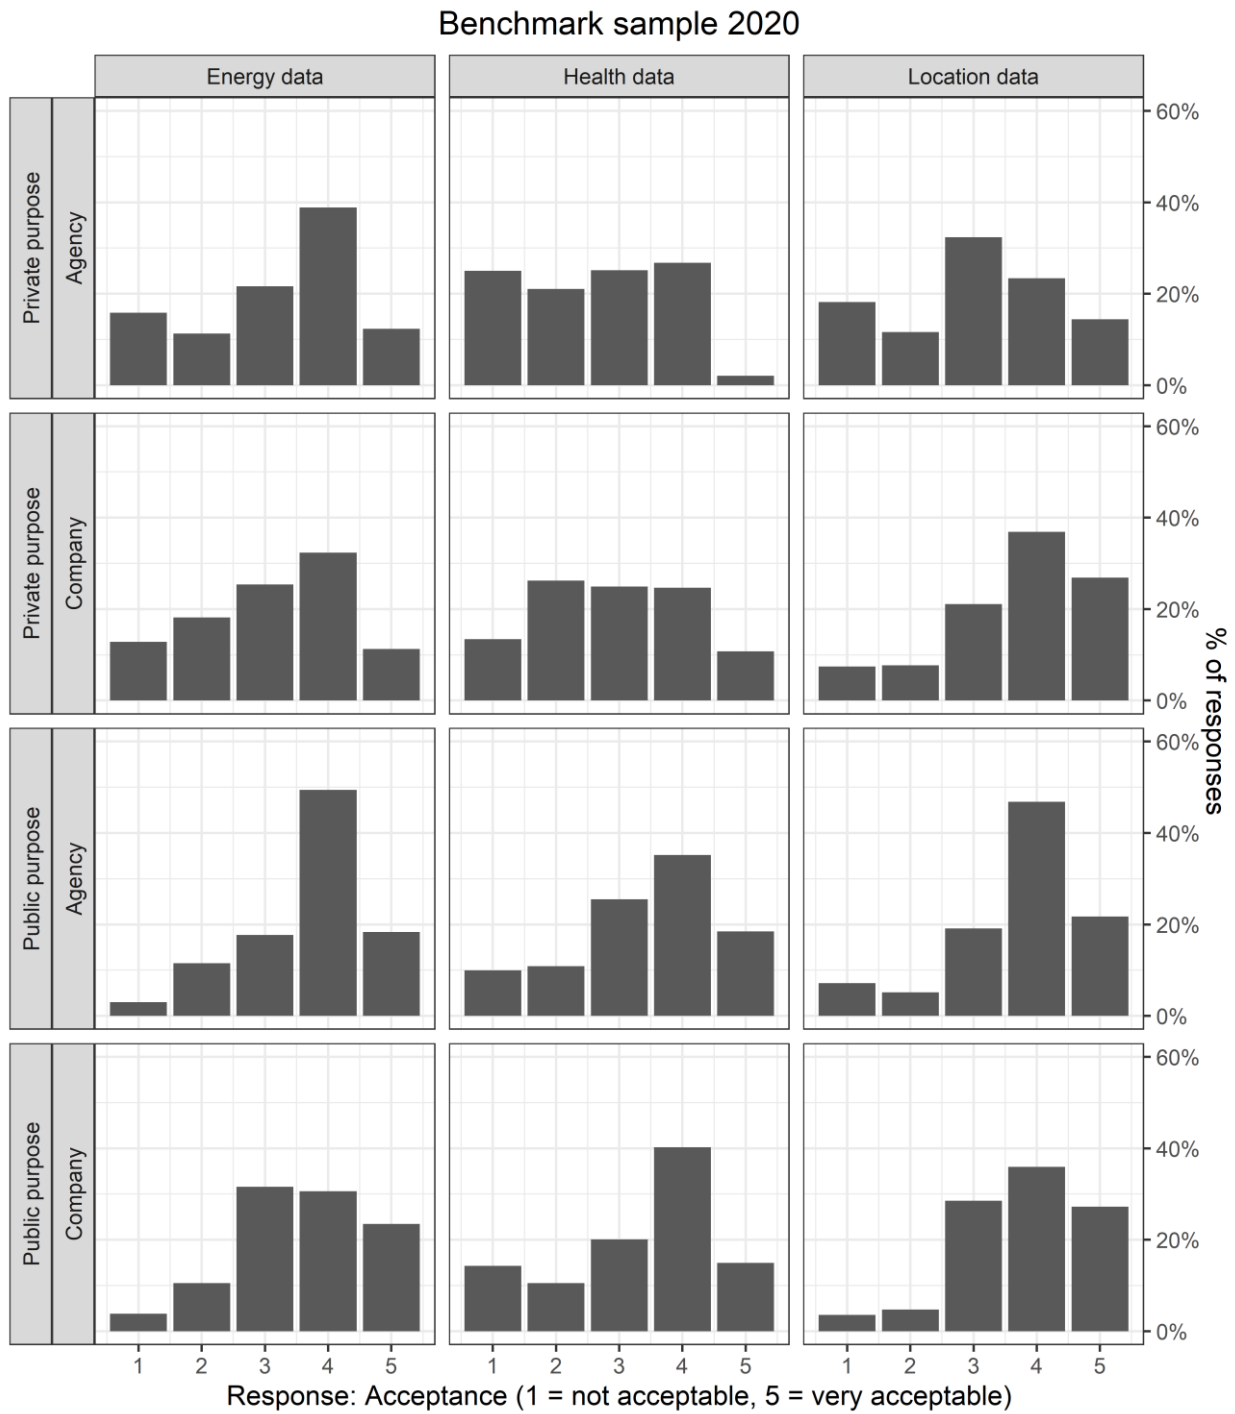 Benchmark sample 2020
Energy data
Health data
Location data
Private purpose
Agency
60%
40%
20%
0%
Private purpose
Company
60%
40%
20%
0%
Public purpose
Agency
60%
40%
20%
0%
Public purpose
Company
60%
40%
20%
0%
% of responses
1 2 3 4 5
1 2 3 4 5
1 2 3 4 5
Response: Acceptance (1 = not acceptable, 5 = very acceptable)